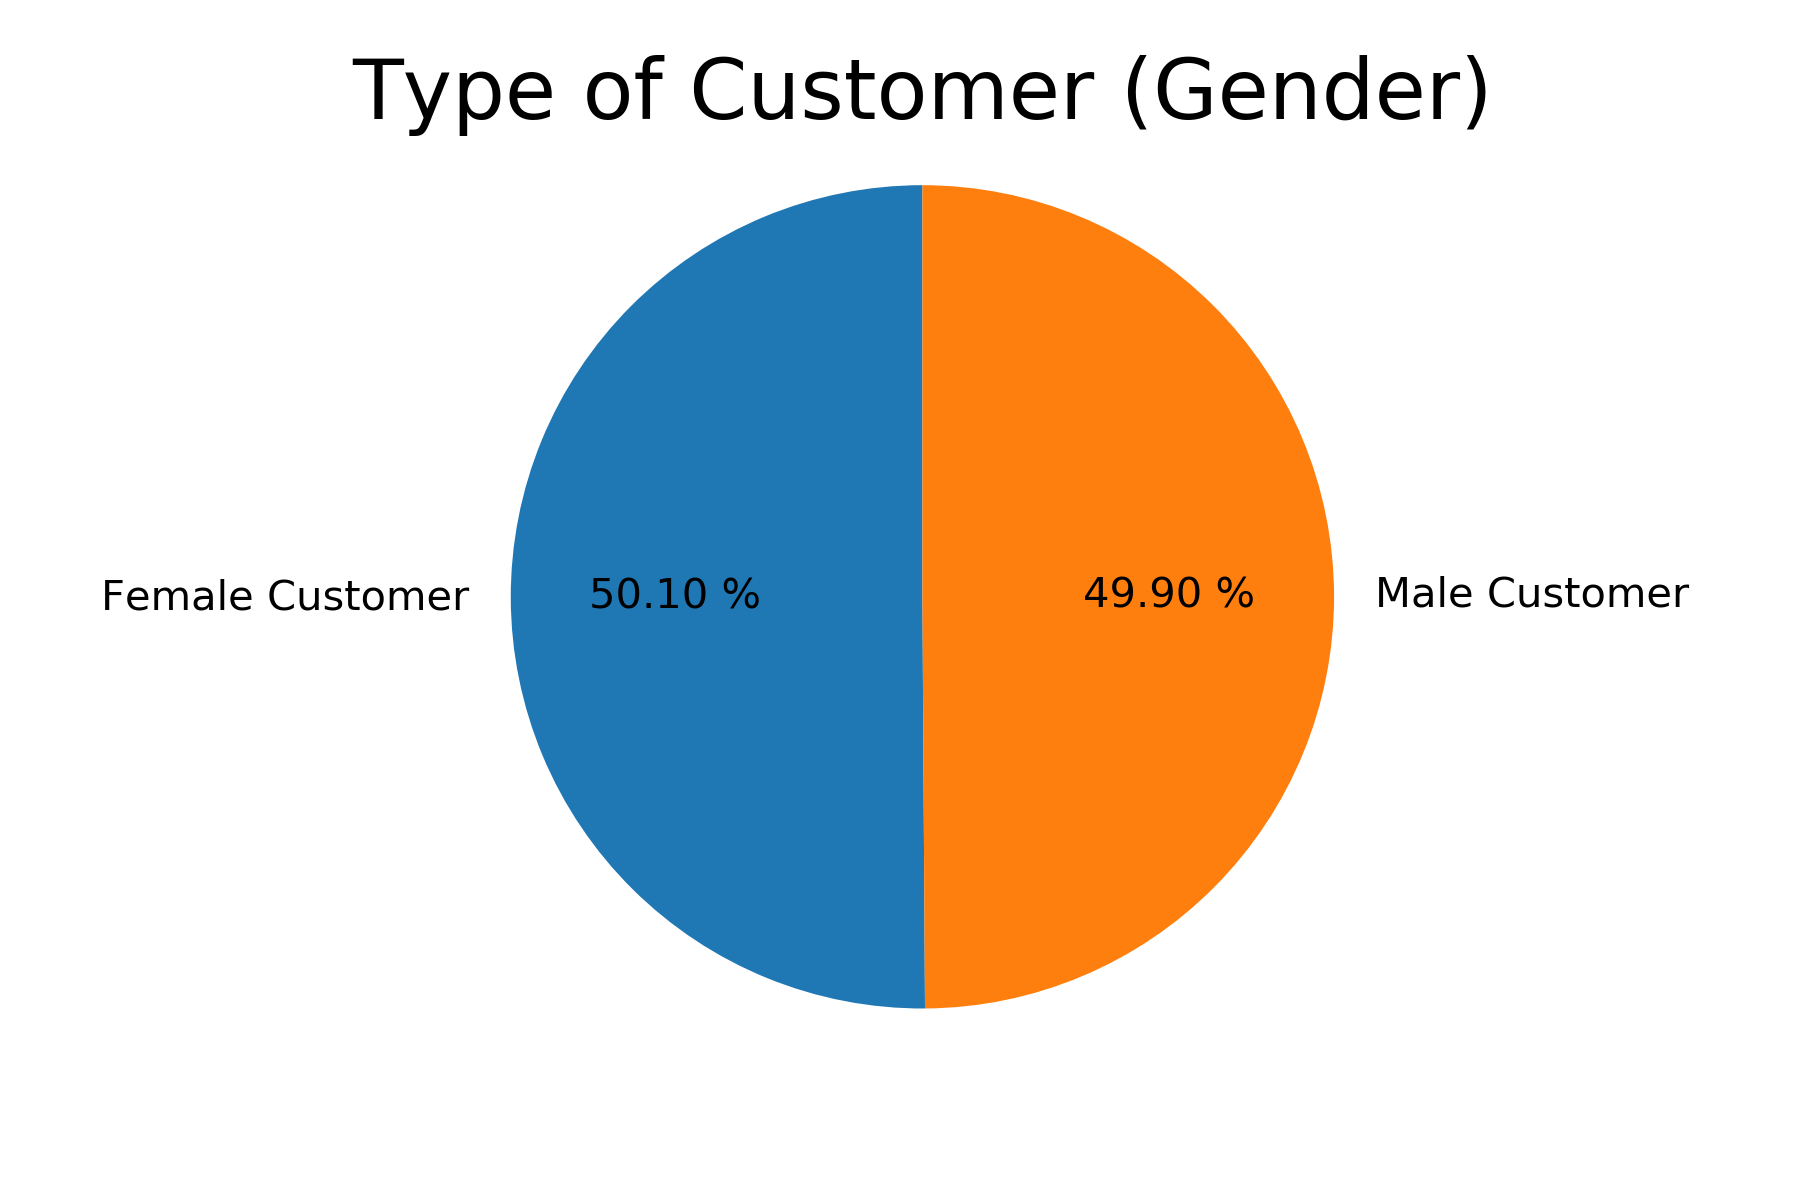 Type of Customer (Gender)
Female Customer
50.10 %
49.90 %
Male Customer